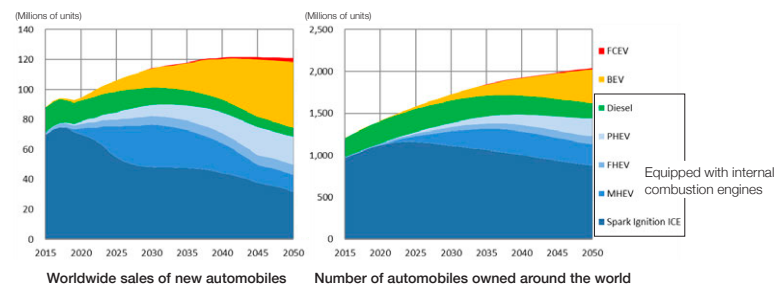 (Millions of units)
140
120
100
80
60
40
20
0
2015 2020 2025 2030 2035 2040 2045 2050
Worldwide sales of new automobiles
(Millions of units)
2,500
2,000
1,500
1,000
500
0
2015 2020 2025 2030 2035 2040 2045 2050
Number of automobiles owned around the world
FCEV
BEV
Diesel
PHEV
FHEV
MHEV
Spark Ignition ICE
Equipped with internal
combustion engines